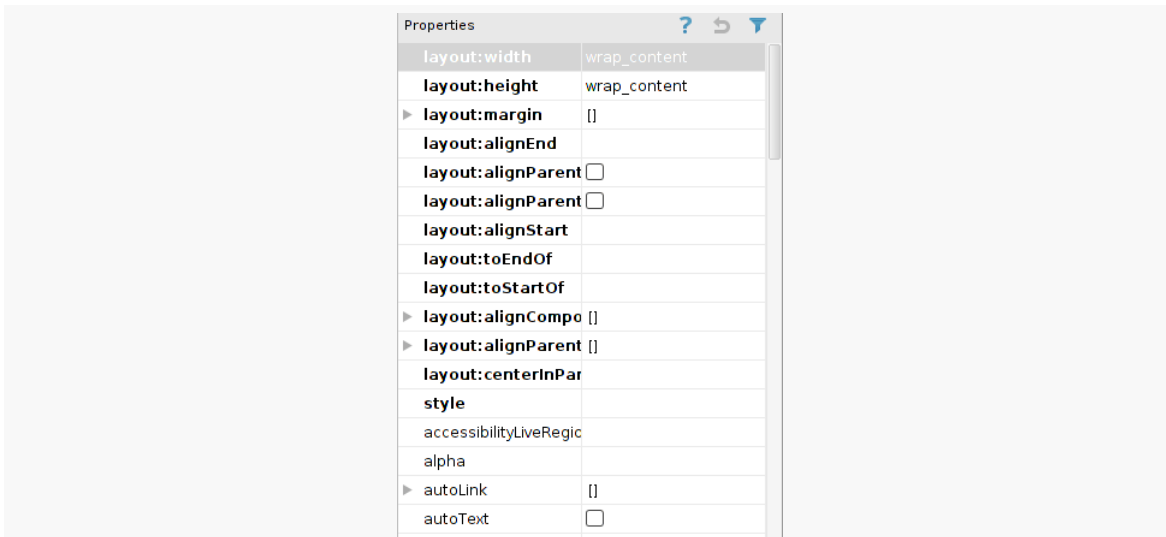 Properties ?
layout:width wrap_content
layout:height wrap_content
layout:margin []
layout:alignEnd
layout:alignParent
layout:alignParent
layout:alignStart
layout:toEndOf
layout:toStartOf
layout:alignCompo []
layout:alignParent []
layout:centerInPar
style
accessibilityLiveRegio
alpha
autoLink []
autoText